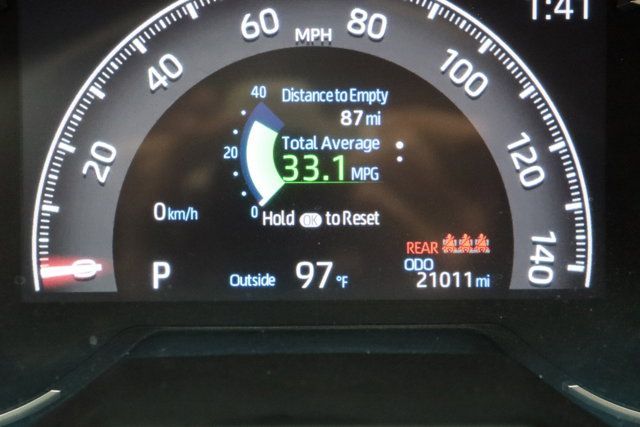 1:41
60 MPH 80
40 100
40 Distance to Empty
87 mi
Total Average
20 33.1 MPG
20 120
0 Hold OK to Reset
0 km/h
REAR
0 140
P Outside 97 °F
ODO
21011 mi